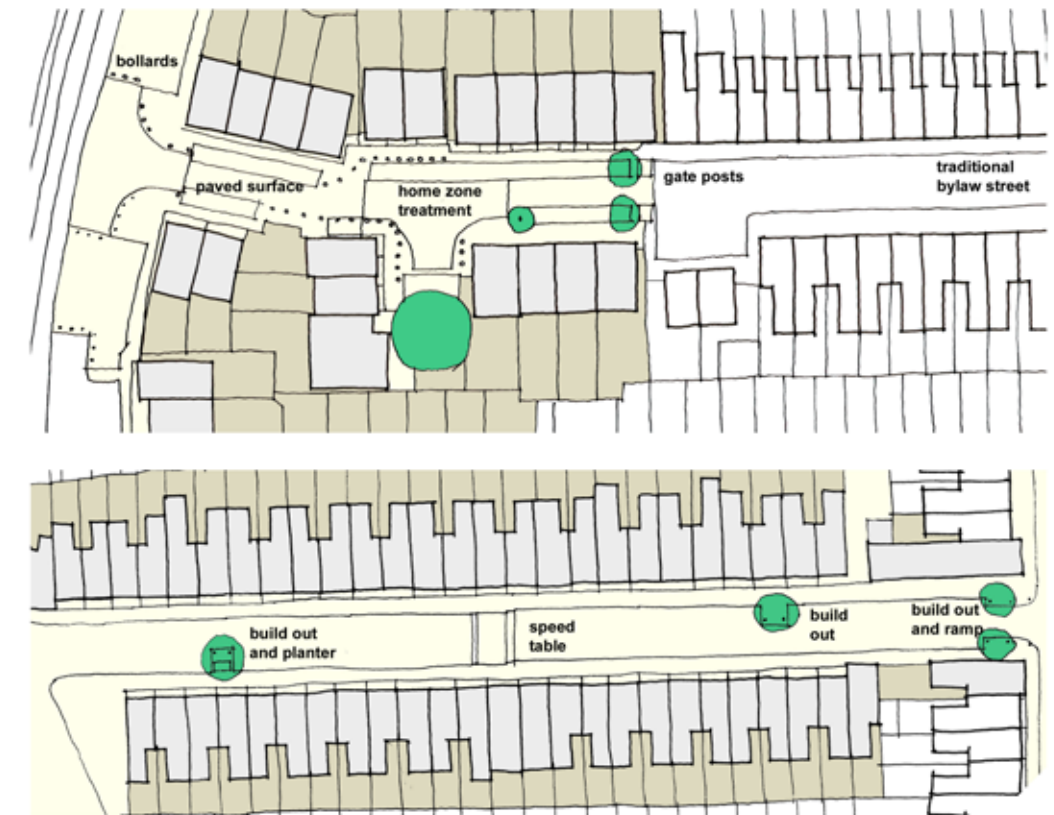 bollards
paved surface
home zone
treatment
gate posts
traditional
bylaw street
build out
and planter
speed
table
build
out
build out
and ramp